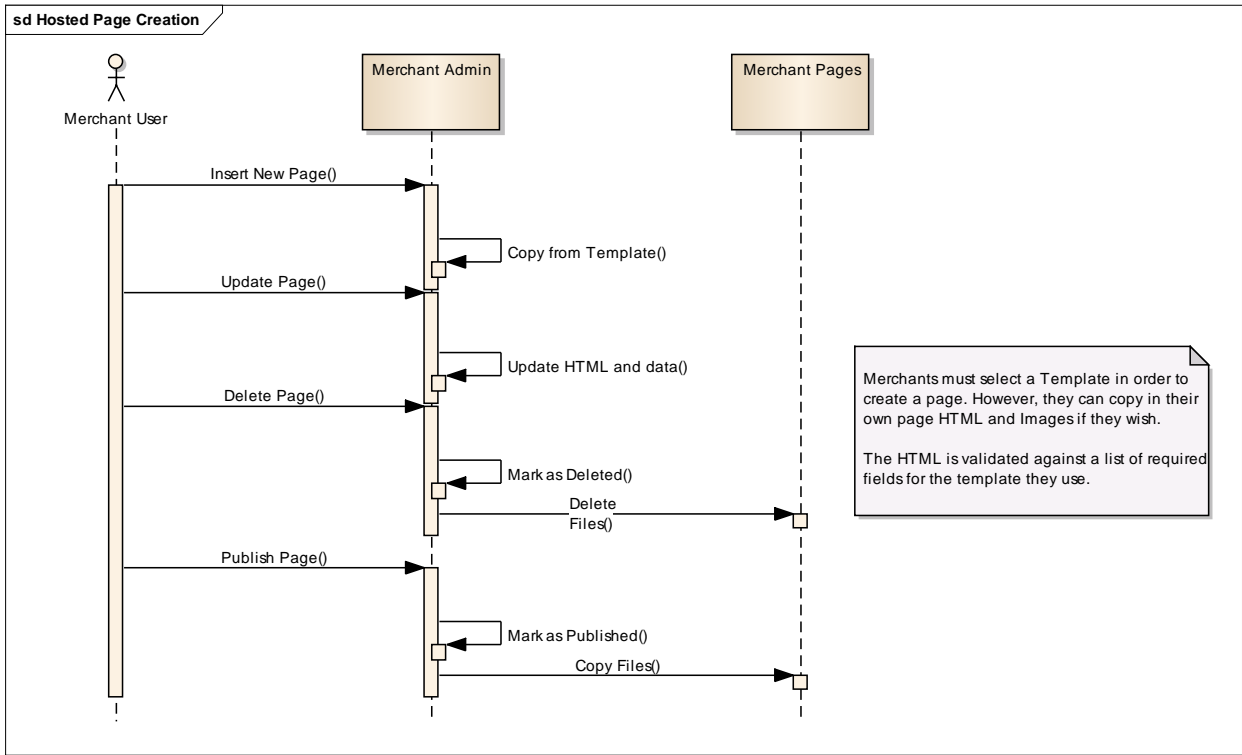 sd Hosted Page Creation
Merchant User
Merchant Admin
Merchant Pages
Insert New Page()
Copy from Template()
Update Page()
Update HTML and data()
Delete Page()
Mark as Deleted()
Delete
Files()
Publish Page()
Mark as Published()
Copy Files()
Merchants must select a Template in order to
create a page. However, they can copy in their
own page HTML and Images if they wish.
The HTML is validated against a list of required
fields for the template they use.